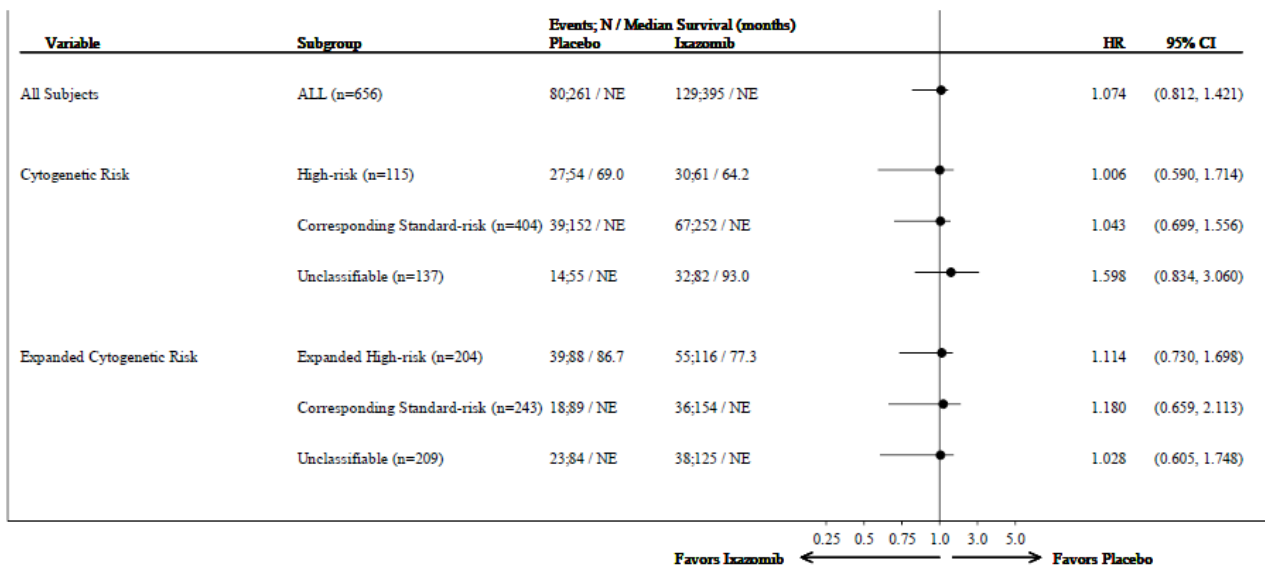 Events; N / Median Survival (months)
Variable Subgroup Placebo Ixazomib HR 95% CI
All Subjects ALL (n=656) 80;261 / NE 129;395 / NE 1.074 (0.812, 1.421)
Cytogenetic Risk High-risk (n=115) 27;54 / 69.0 30;61 / 64.2 1.006 (0.590, 1.714)
Corresponding Standard-risk (n=404) 39;152 / NE 67;252 / NE 1.043 (0.699, 1.556)
Unclassifiable (n=137) 14;55 / NE 32;82 / 93.0 1.598 (0.834, 3.060)
Expanded Cytogenetic Risk Expanded High-risk (n=204) 39;88 / 86.7 55;116 / 77.3 1.114 (0.730, 1.698)
Corresponding Standard-risk (n=243) 18;89 / NE 36;154 / NE 1.180 (0.659, 2.113)
Unclassifiable (n=209) 23;84 / NE 38;125 / NE 1.028 (0.605, 1.748)
0.25 0.5 0.75 1.0 3.0 5.0
Favors Ixazomib Favors Placebo